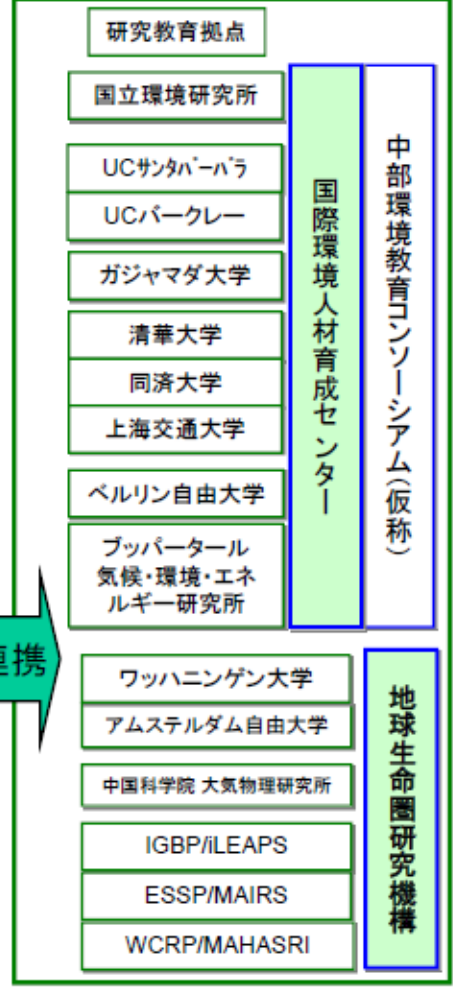 研究教育拠点
国立環境研究所
UCサンタバーバラ
UCバークレー
ガジャマダ大学
清華大学
同済大学
上海交通大学
ベルリン自由大学
ブッパータール
気候・環境・エネ
ルギー研究所
国際環境人材育成センター
中部環境教育コンソーシアム(仮称)
連携
ワッハニンゲン大学
アムステルダム自由大学
中国科学院 大気物理研究所
IGBP/iLEAPS
ESSP/MAIRS
WCRP/MAHASRI
地球生命圏研究機構